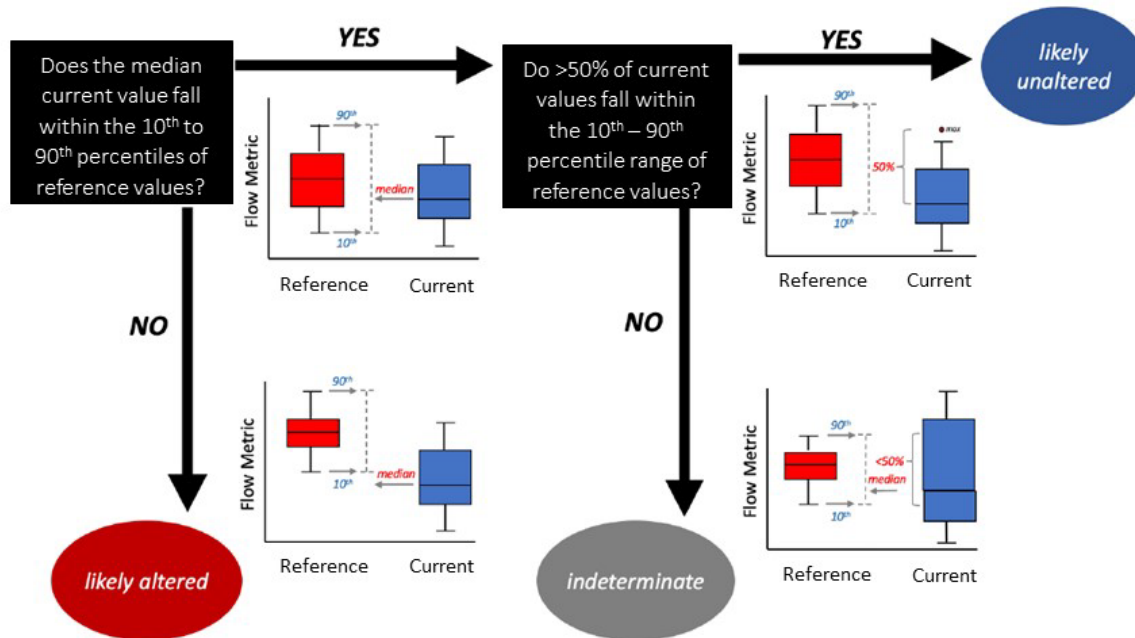 YES
YES
Does the median
current value fall
within the 10th to
90th percentiles of
reference values?
Do >50% of current
values fall within
the 10th – 90th
percentile range of
reference values?
likely
unaltered
Flow Metric
90th
median
10th
Reference
Current
Flow Metric
90th
max
50%
10th
Reference
Current
NO
NO
Flow Metric
90th
median
10th
Reference
Current
Flow Metric
90th
<50%
median
10th
Reference
Current
likely altered
indeterminate